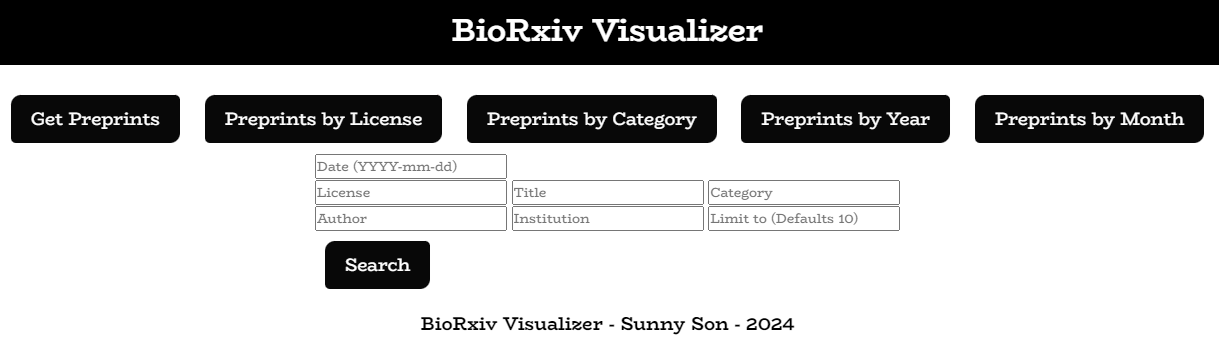 BioRxiv Visualizer
Get Preprints Preprints by License Preprints by Category Preprints by Year Preprints by Month
Date (YYYY-mm-dd)
License Title Category
Author Institution Limit to (Defaults 10)
Search
BioRxiv Visualizer - Sunny Son - 2024